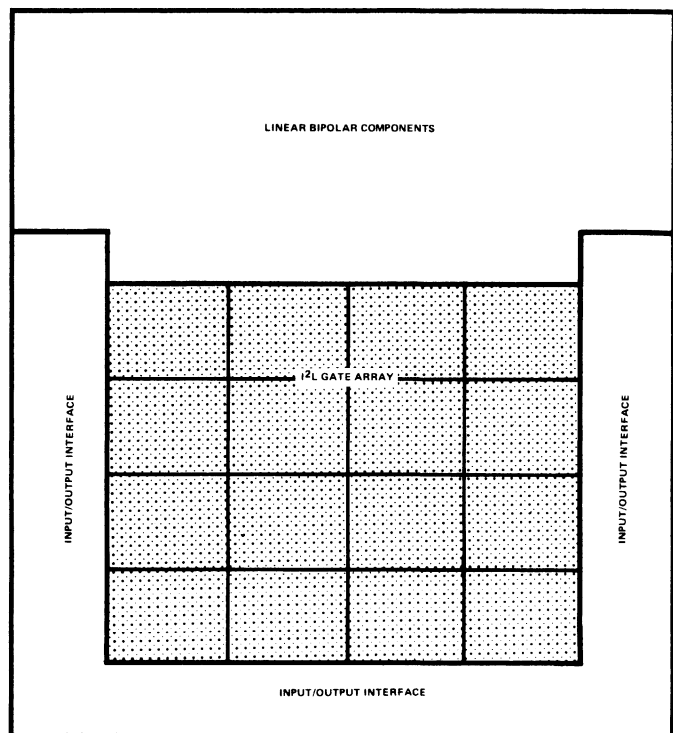 LINEAR BIPOLAR COMPONENTS
I²L GATE ARRAY
INPUT/OUTPUT INTERFACE
INPUT/OUTPUT INTERFACE
INPUT/OUTPUT INTERFACE